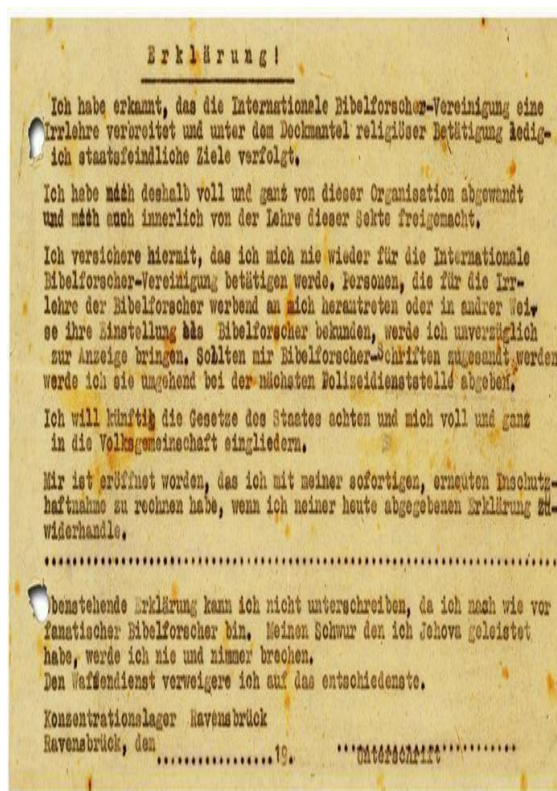 Erklärung!
Ich habe erkannt, das die Internationale Bibelforscher-Vereinigung eine
Irrlehre verbreitet und unter dem Deckmantel religiöser Betätigung ledig-
ich staatsfeindliche Ziele verfolgt.
Ich habe mich deshalb voll und ganz von dieser Organisation abgewandt
und mich auch innerlich von der Lehre dieser Sekte freigemacht.
Ich versichere hiermit, das ich mich nie wieder für die Internationale
Bibelforscher-Vereinigung betätigen werde. Personen, die für die Irr-
lehre der Bibelforscher werbend an mich herantreten oder in andrer Wei-
se ihre Einstellung als Bibelforscher bekunden, werde ich unverzüglich
zur Anzeige bringen. Sollten mir Bibelforscher-Schriften zugesandt werden
werde ich sie umgehend bei der nächsten Polizeidienststelle abgeben.
Ich will künftig die Gesetze des Staates achten und mich voll und ganz
in die Volksgemeinschaft eingliedern.
Mir ist eröffnet worden, das ich mit meiner sofortigen, erneuten Inschutz-
haftnahme zu rechnen habe, wenn ich meiner heute abgegebenen Erklärung zu-
widerhandle.
Obenstehende Erklärung kann ich nicht unterschreiben, da ich nach wie vor
fanatischer Bibelforscher bin. Meinen Schwur den ich Jehova geleistet
habe, werde ich nie und nimmer brechen.
Den Waffendienst verweigere ich auf das entschiedenste.
Konzentrationslager Ravensbrück
Ravensbrück, den .................19. ....................
Unterschrift